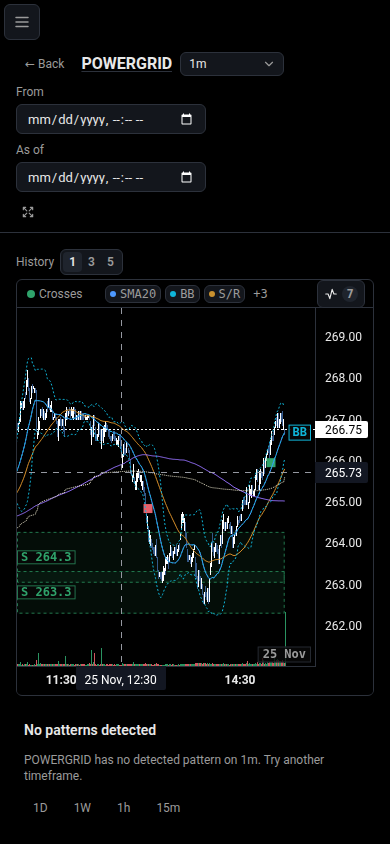 ← Back POWERGRID 1m
From
mm/dd/yyyy, --:-- --
As of
mm/dd/yyyy, --:-- --
History 1 3 5
Crosses SMA20 BB S/R +3 7
269.00
268.00
267.00
BB 266.75
266.00
265.73
265.00
264.00
S 264.3
263.00
S 263.3
262.00
25 Nov
11:30 25 Nov, 12:30 14:30
No patterns detected
POWERGRID has no detected pattern on 1m. Try another
timeframe.
1D 1W 1h 15m